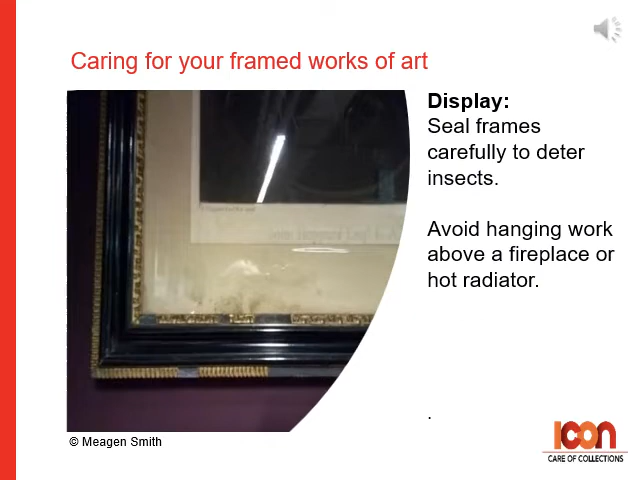 Caring for your framed works of art
Display:
Seal frames
carefully to deter
insects.
Avoid hanging work
above a fireplace or
hot radiator.
.
© Meagen Smith
icon
CARE OF COLLECTIONS